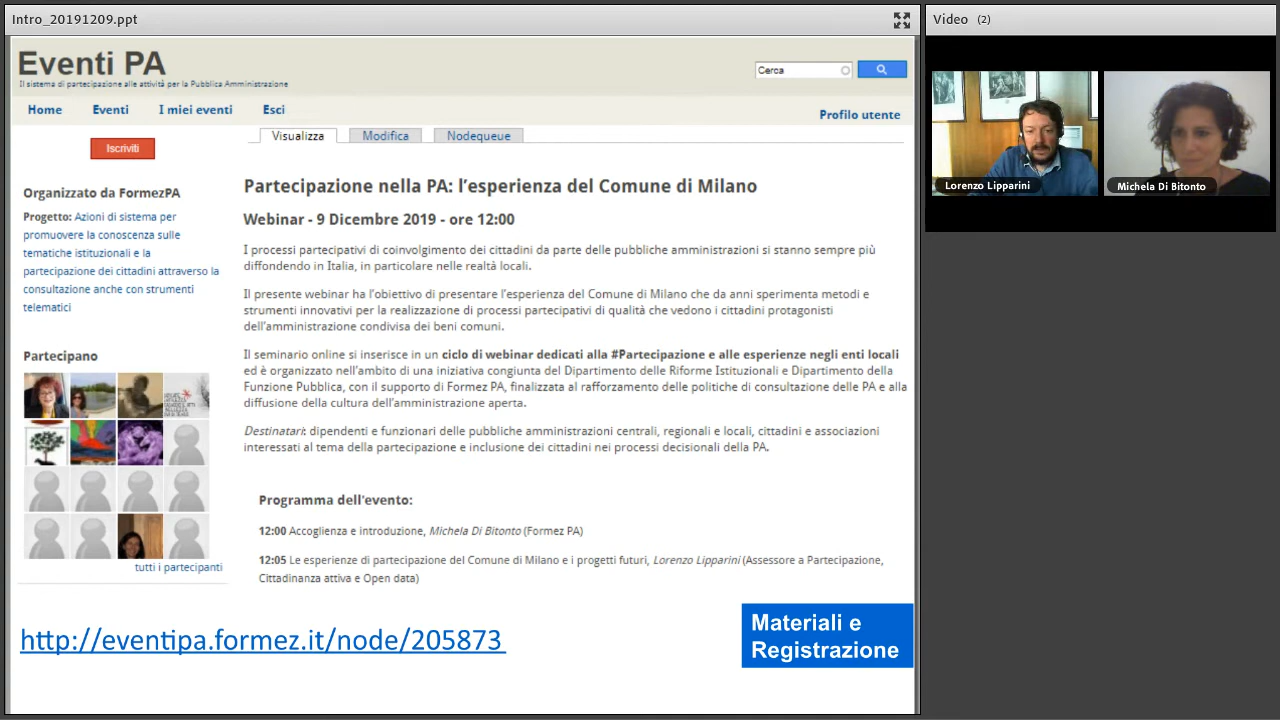 Intro_20191209.ppt
Video (2)
Eventi PA
Il sistema di partecipazione alle attività per la Pubblica Amministrazione
Cerca
Home Eventi I miei eventi Esci
Profilo utente
Iscriviti
Visualizza Modifica Nodequeue
Organizzato da FormezPA
Progetto: Azioni di sistema per
promuovere la conoscenza sulle
tematiche istituzionali e la
partecipazione dei cittadini attraverso la
consultazione anche con strumenti
telematici
Partecipano
tutti i partecipanti
Partecipazione nella PA: l'esperienza del Comune di Milano
Webinar - 9 Dicembre 2019 - ore 12:00
I processi partecipativi di coinvolgimento dei cittadini da parte delle pubbliche amministrazioni si stanno sempre più
diffondendo in Italia, in particolare nelle realtà locali.
Il presente webinar ha l'obiettivo di presentare l'esperienza del Comune di Milano che da anni sperimenta metodi e
strumenti innovativi per la realizzazione di processi partecipativi di qualità che vedono i cittadini protagonisti
dell'amministrazione condivisa dei beni comuni.
Il seminario online si inserisce in un ciclo di webinar dedicati alla #Partecipazione e alle esperienze negli enti locali
ed è organizzato nell'ambito di una iniziativa congiunta del Dipartimento delle Riforme Istituzionali e Dipartimento della
Funzione Pubblica, con il supporto di Formez PA, finalizzata al rafforzamento delle politiche di consultazione delle PA e alla
diffusione della cultura dell'amministrazione aperta.
Destinatari: dipendenti e funzionari delle pubbliche amministrazioni centrali, regionali e locali, cittadini e associazioni
interessati al tema della partecipazione e inclusione dei cittadini nei processi decisionali della PA.
Programma dell'evento:
12:00 Accoglienza e introduzione, Michela Di Bitonto (Formez PA)
12:05 Le esperienze di partecipazione del Comune di Milano e i progetti futuri, Lorenzo Lipparini (Assessore a Partecipazione,
Cittadinanza attiva e Open data)
http://eventipa.formez.it/node/205873
Materiali e
Registrazione
Lorenzo Lipparini
Michela Di Bitonto